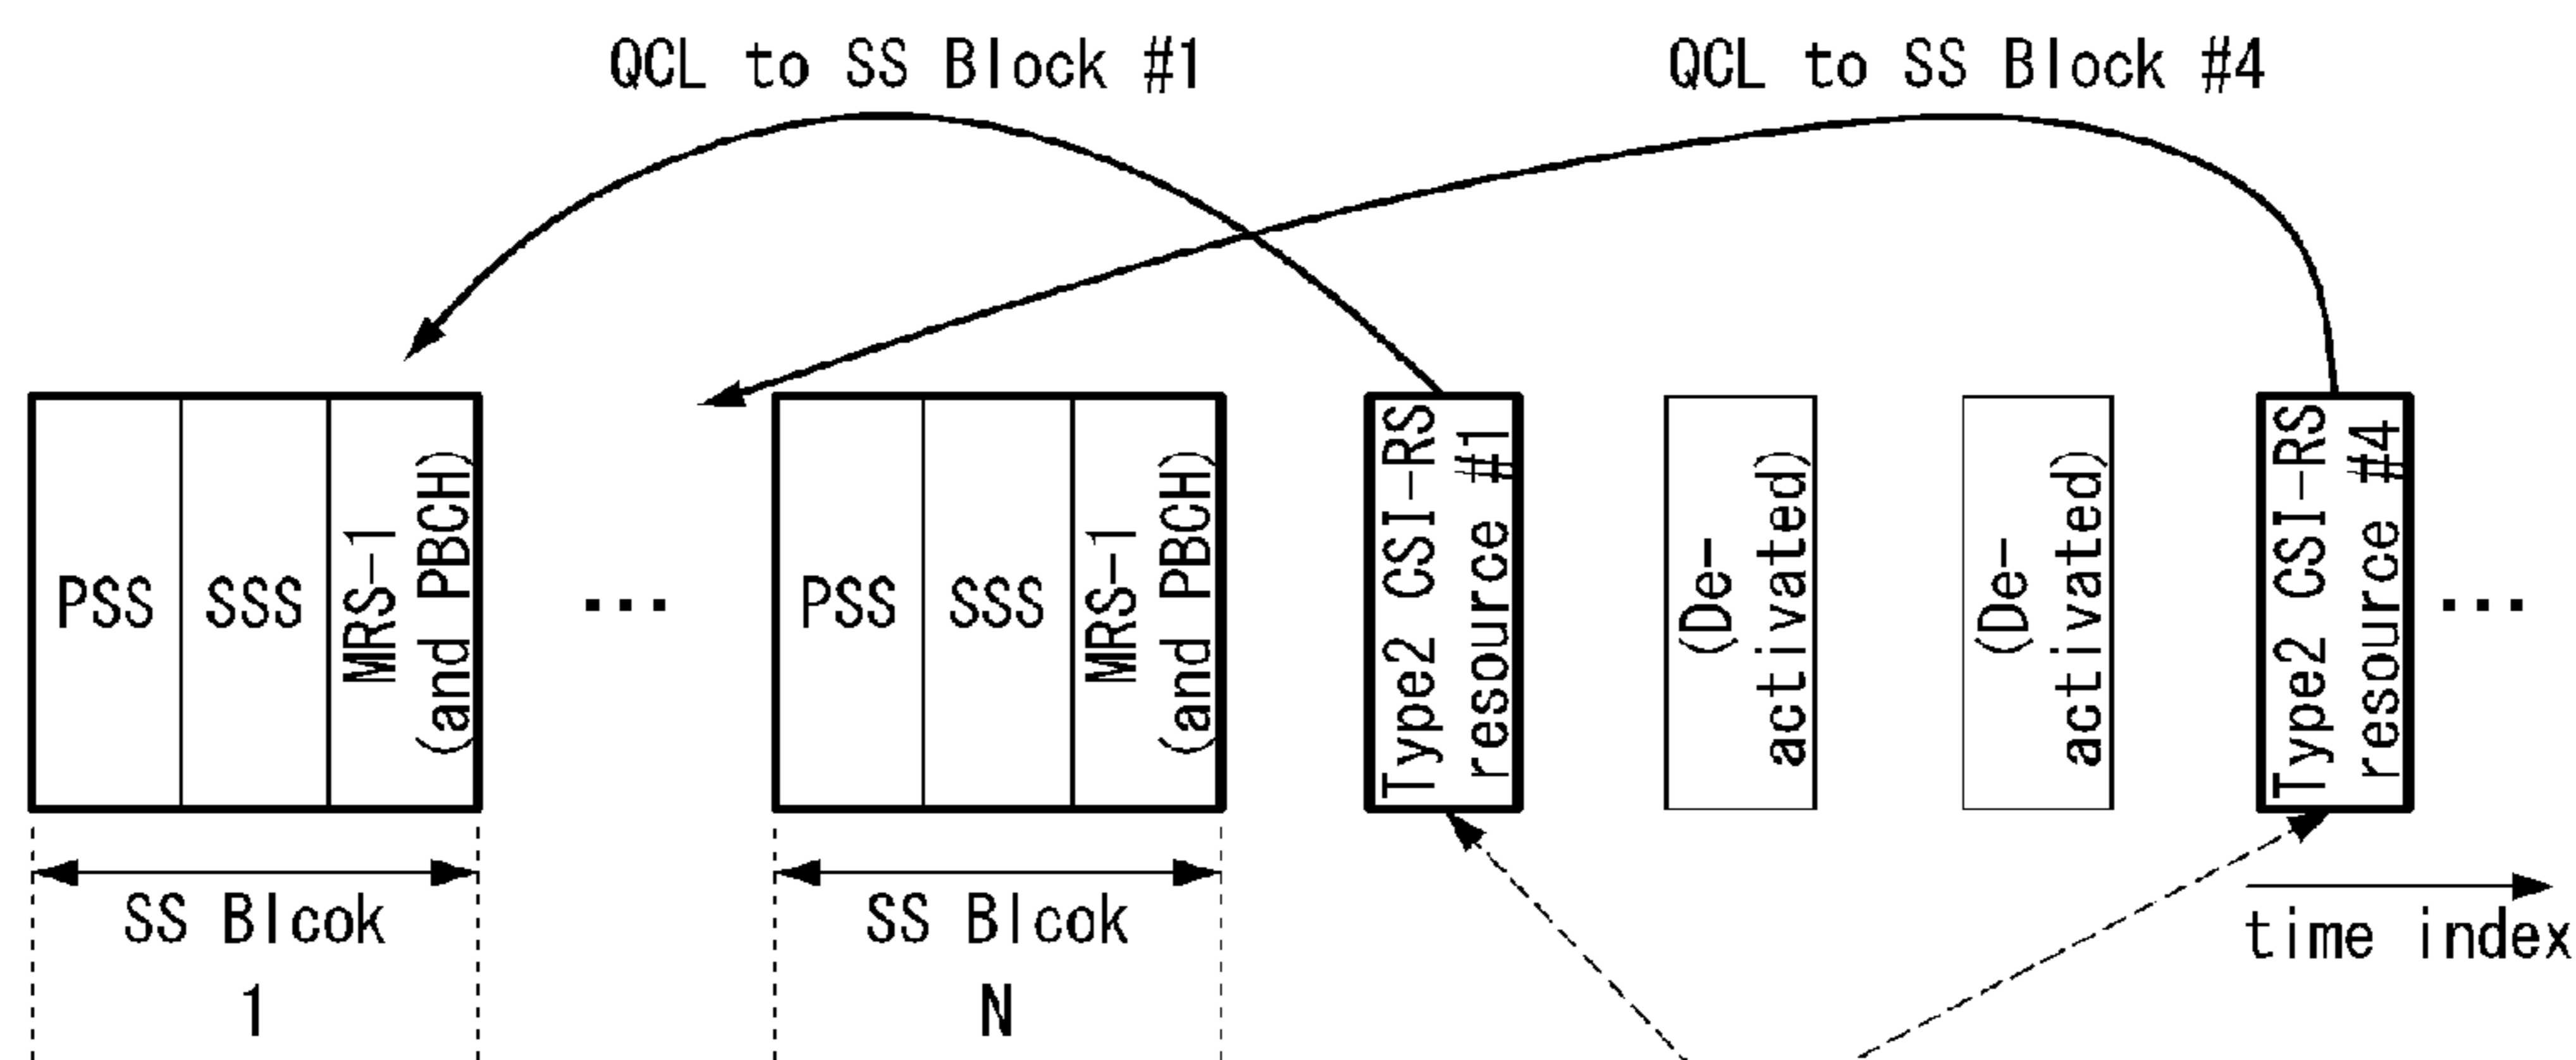 QCL to SS Block #1
QCL to SS Block #4
PSS
SSS
MRS-1
(and PBCH)
...
PSS
SSS
MRS-1
(and PBCH)
Type2 CSI-RS
resource #1
(De-
activated)
(De-
activated)
Type2 CSI-RS
resource #4
...
SS Blcok
1
SS Blcok
N
time index